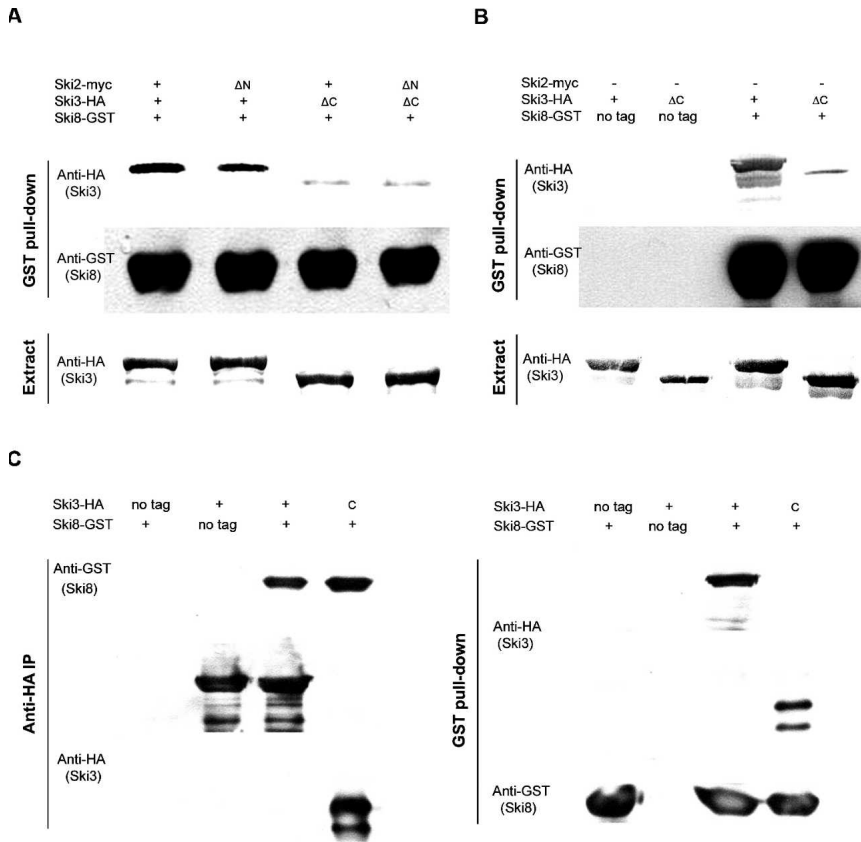 A
Ski2-myc + ΔN + ΔN
Ski3-HA + + ΔC ΔC
Ski8-GST + + + +
GST pull-down
Anti-HA
(Ski3)
Anti-GST
(Ski8)
Extract
Anti-HA
(Ski3)
B
Ski2-myc - - - -
Ski3-HA + ΔC + ΔC
Ski8-GST no tag no tag + +
GST pull-down
Anti-HA
(Ski3)
Anti-GST
(Ski8)
Extract
Anti-HA
(Ski3)
C
Ski3-HA no tag + + C
Ski8-GST + no tag + +
Anti-HA IP
Anti-GST
(Ski8)
Anti-HA
(Ski3)
Ski3-HA no tag + + C
Ski8-GST + no tag + +
GST pull-down
Anti-HA
(Ski3)
Anti-GST
(Ski8)